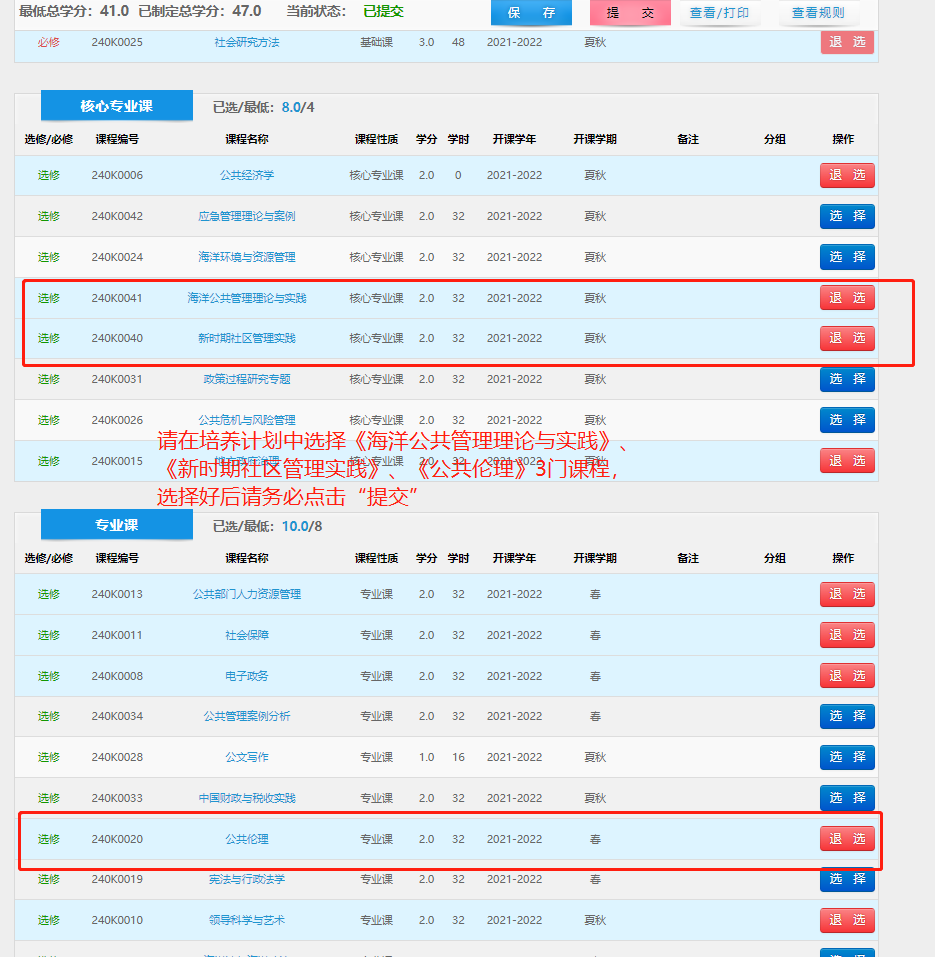 最低总学分： 41.0 已制定总学分： 47.0 当前状态： 已提交 保 存 提 交 查看/打印 查看规则
必修 240K0025 社会研究方法 基础课 3.0 48 2021-2022 夏秋 退 选
核心专业课 已选/最低： 8.0/4
选修/必修 课程编号 课程名称 课程性质 学分 学时 开课学年 开课学期 备注 分组 操作
选修 240K0006 公共经济学 核心专业课 2.0 0 2021-2022 夏秋 退 选
选修 240K0042 应急管理理论与案例 核心专业课 2.0 32 2021-2022 夏秋 选 择
选修 240K0024 海洋环境与资源管理 核心专业课 2.0 32 2021-2022 夏秋 选 择
选修 240K0041 海洋公共管理理论与实践 核心专业课 2.0 32 2021-2022 夏秋 退 选
选修 240K0040 新时期社区管理实践 核心专业课 2.0 32 2021-2022 夏秋 退 选
选修 240K0031 政策过程研究专题 核心专业课 2.0 32 2021-2022 夏秋 选 择
选修 240K0026 公共危机与风险管理 核心专业课 2.0 32 2021-2022 夏秋 选 择
请在培养计划中选择《海洋公共管理理论与实践》、
选修 240K0015 地方政府治理 核心专业课 2.0 32 2021-2022 夏秋 退 选
《新时期社区管理实践》、《公共伦理》3门课程，
选择好后请务必点击“提交”
专业课 已选/最低： 10.0/8
选修/必修 课程编号 课程名称 课程性质 学分 学时 开课学年 开课学期 备注 分组 操作
选修 240K0013 公共部门人力资源管理 专业课 2.0 32 2021-2022 春 退 选
选修 240K0011 社会保障 专业课 2.0 32 2021-2022 春 退 选
选修 240K0008 电子政务 专业课 2.0 32 2021-2022 春 退 选
选修 240K0034 公共管理案例分析 专业课 2.0 32 2021-2022 春 选 择
选修 240K0028 公文写作 专业课 1.0 16 2021-2022 夏秋 选 择
选修 240K0033 中国财政与税收实践 专业课 2.0 32 2021-2022 夏秋 选 择
选修 240K0020 公共伦理 专业课 2.0 32 2021-2022 春 退 选
选修 240K0019 宪法与行政法学 专业课 2.0 32 2021-2022 春 选 择
选修 240K0010 领导科学与艺术 专业课 2.0 32 2021-2022 夏秋 退 选